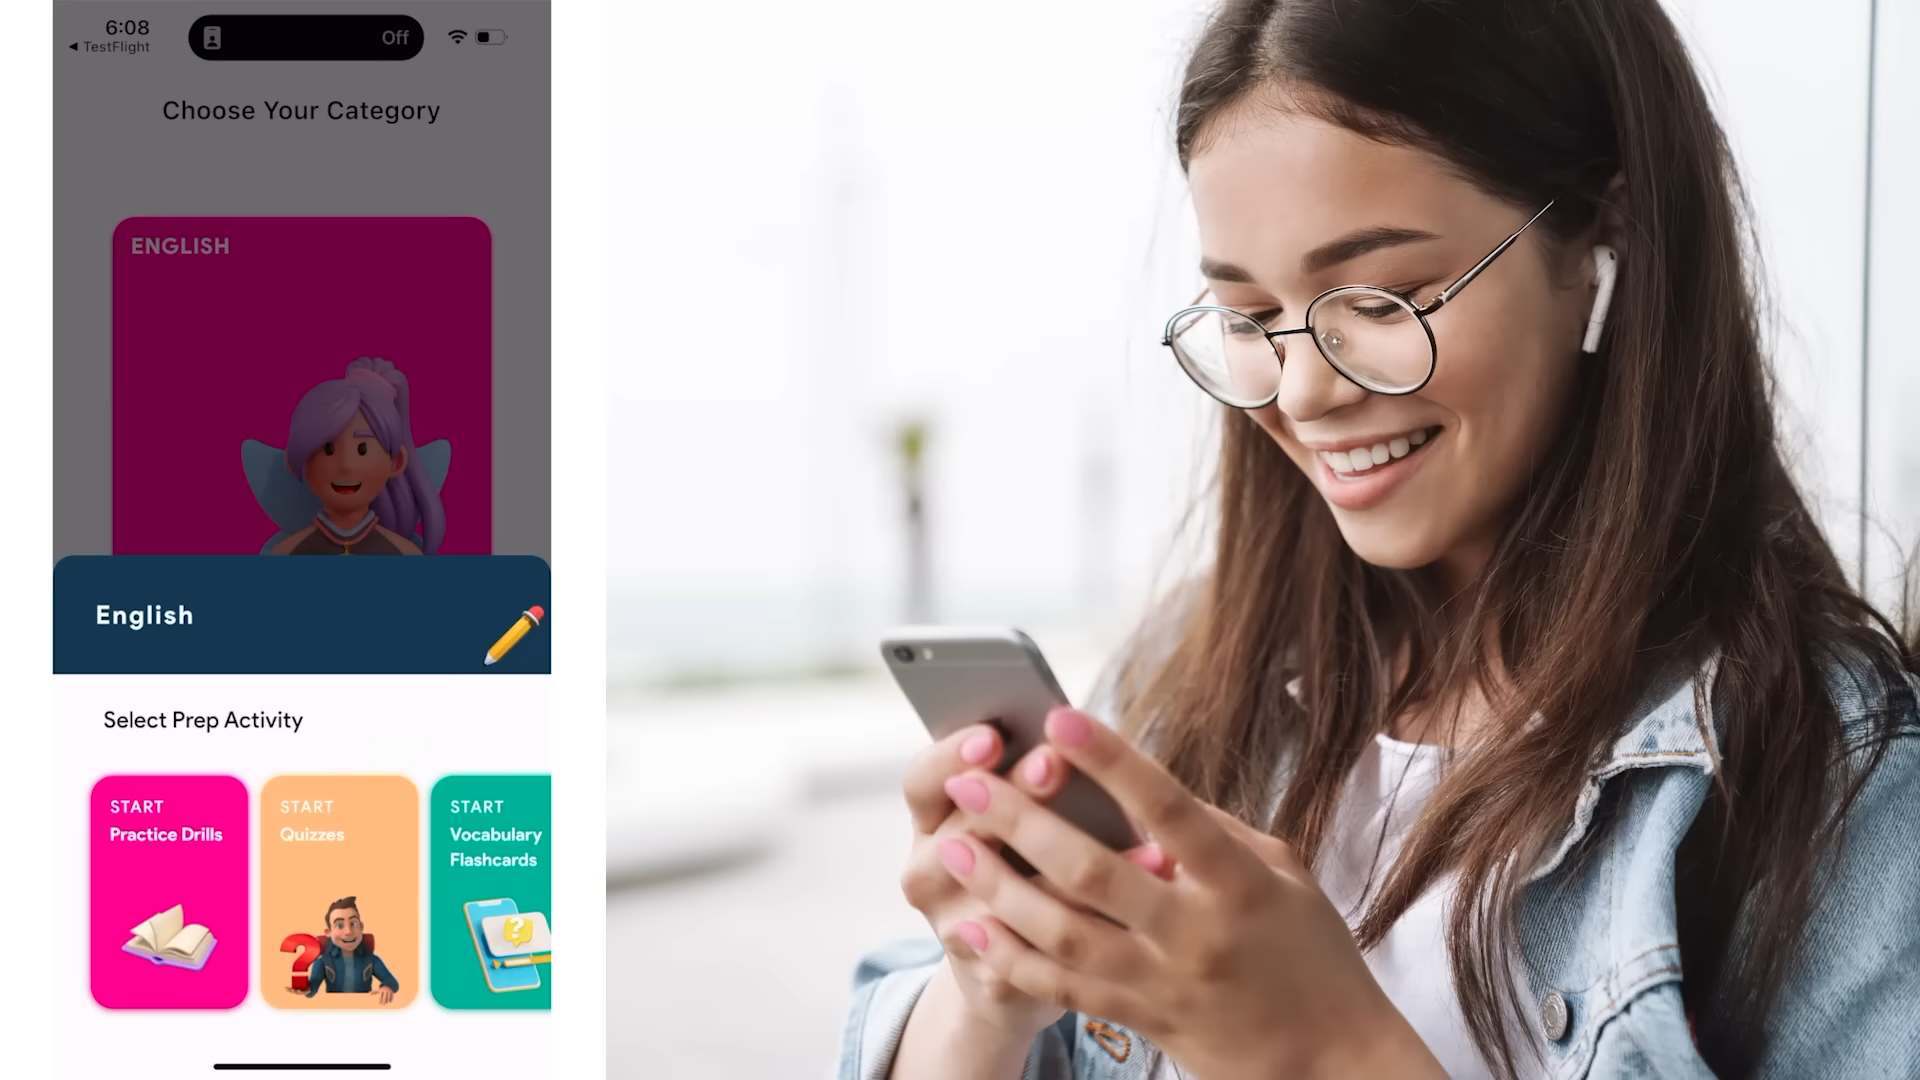 6:08
◀ TestFlight
Off
Choose Your Category
ENGLISH
English
Select Prep Activity
START
Practice Drills
START
Quizzes
START
Vocabulary
Flashcards